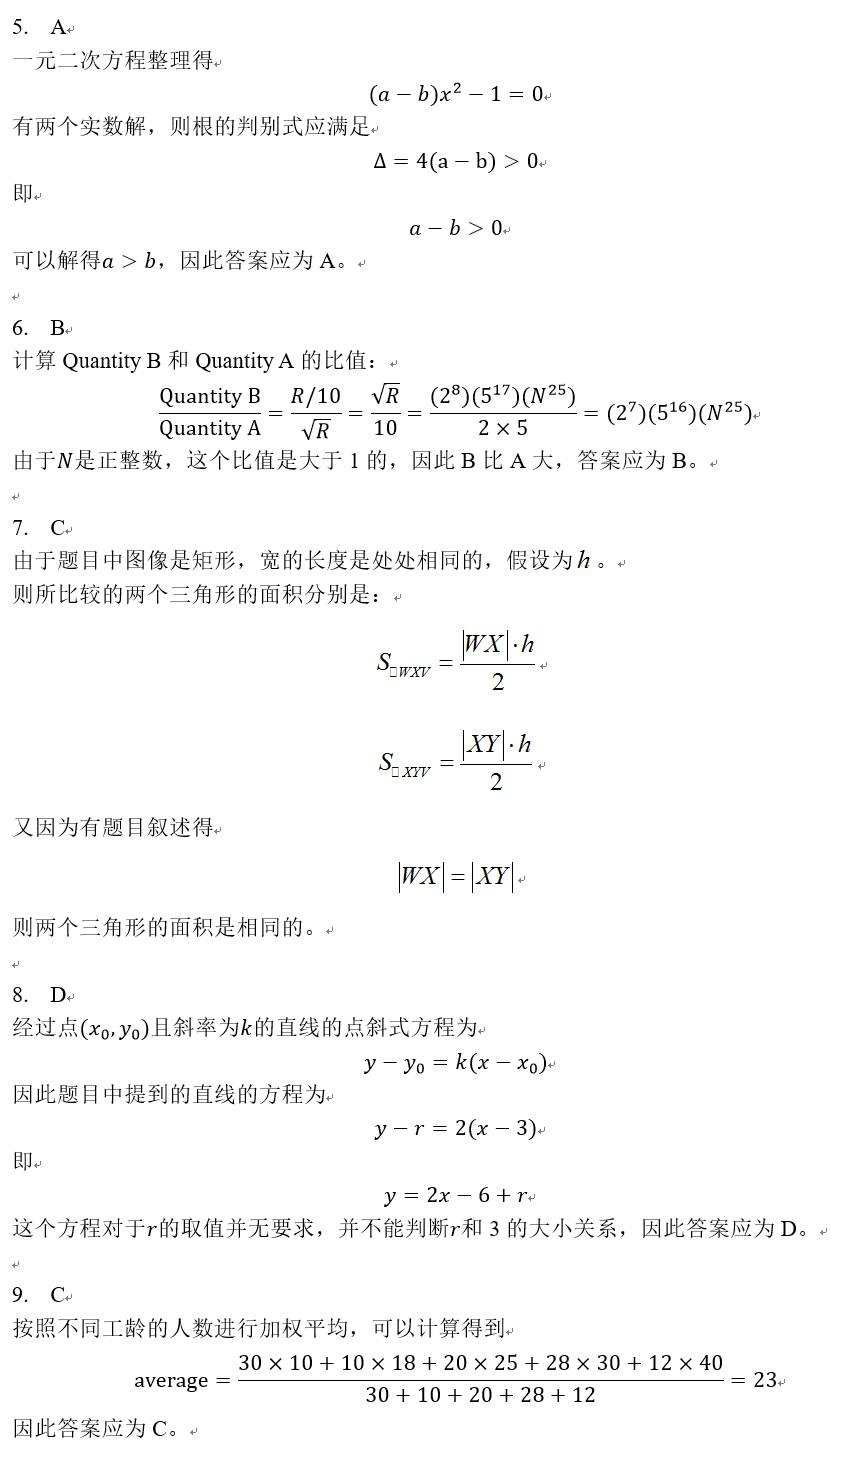 5. A↵
一元二次方程整理得↵
(a − b)x² − 1 = 0↵
有两个实数解，则根的判别式应满足↵
Δ = 4(a − b) > 0↵
即↵
a − b > 0↵
可以解得a > b，因此答案应为 A。↵
↵
6. B↵
计算 Quantity B 和 Quantity A 的比值：↵
Quantity B / Quantity A = (R/10) / √R = √R / 10 = (2⁸)(5¹⁷)(N²⁵) / (2 × 5) = (2⁷)(5¹⁶)(N²⁵)↵
由于N是正整数，这个比值是大于 1 的，因此 B 比 A 大，答案应为 B。↵
↵
7. C↵
由于题目中图像是矩形，宽的长度是处处相同的，假设为 h 。↵
则所比较的两个三角形的面积分别是：↵
S□WXV = |WX|·h / 2↵
S□XYV = |XY|·h / 2↵
又因为有题目叙述得↵
|WX| = |XY|↵
则两个三角形的面积是相同的。↵
↵
8. D↵
经过点(x₀, y₀)且斜率为k的直线的点斜式方程为↵
y − y₀ = k(x − x₀)↵
因此题目中提到的直线的方程为↵
y − r = 2(x − 3)↵
即↵
y = 2x − 6 + r↵
这个方程对于r的取值并无要求，并不能判断r和 3 的大小关系，因此答案应为 D。↵
↵
9. C↵
按照不同工龄的人数进行加权平均，可以计算得到↵
average = (30 × 10 + 10 × 18 + 20 × 25 + 28 × 30 + 12 × 40) / (30 + 10 + 20 + 28 + 12) = 23↵
因此答案应为 C。↵